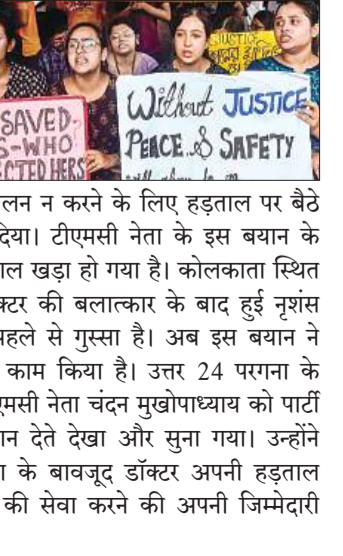 JUSTICE
SAVED-
S-WHO
CTED HERS
Without JUSTICE
PEACE & SAFETY
लन न करने के लिए हड़ताल पर बैठे
दिया। टीएमसी नेता के इस बयान के
ाल खड़ा हो गया है। कोलकाता स्थित
क्टर की बलात्कार के बाद हुई नृशंस
पहले से गुस्सा है। अब इस बयान ने
काम किया है। उत्तर 24 परगना के
एमसी नेता चंदन मुखोपाध्याय को पार्टी
ान देते देखा और सुना गया। उन्होंने
ा के बावजूद डॉक्टर अपनी हड़ताल
की सेवा करने की अपनी जिम्मेदारी